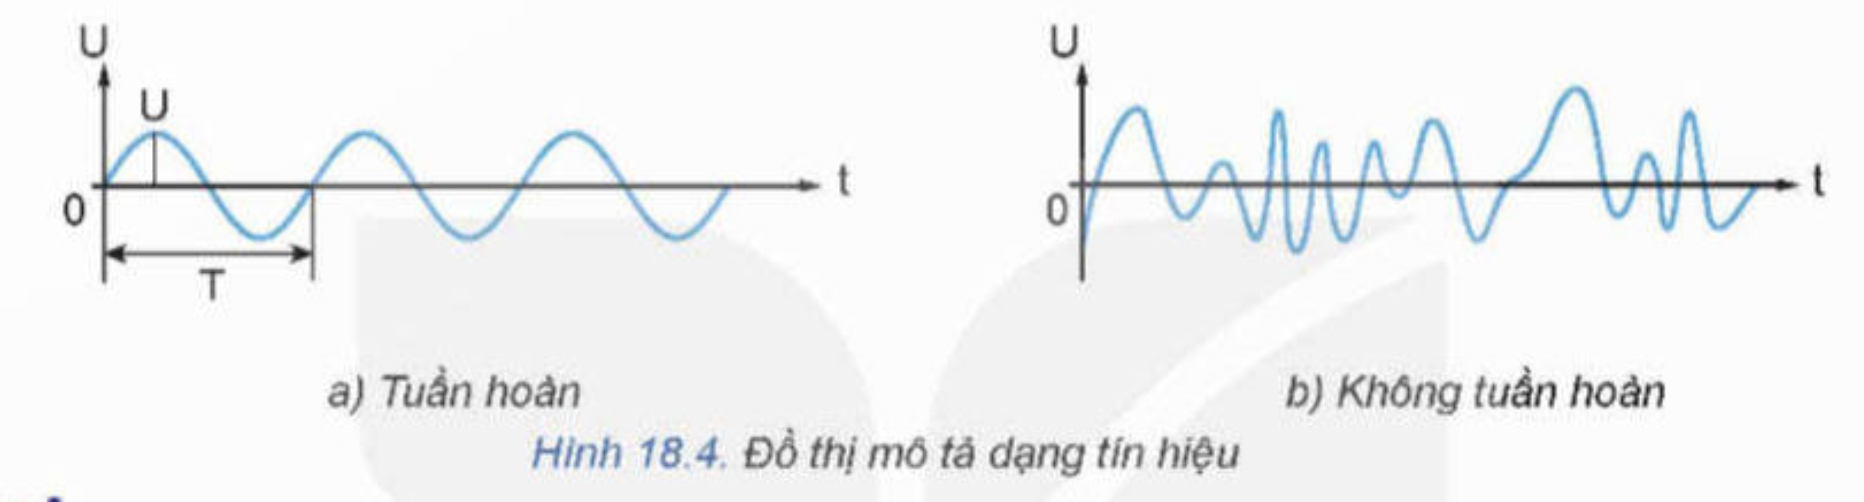 U
U
0
T
t
a) Tuần hoàn
U
0
t
b) Không tuần hoàn
Hình 18.4. Đồ thị mô tả dạng tín hiệu